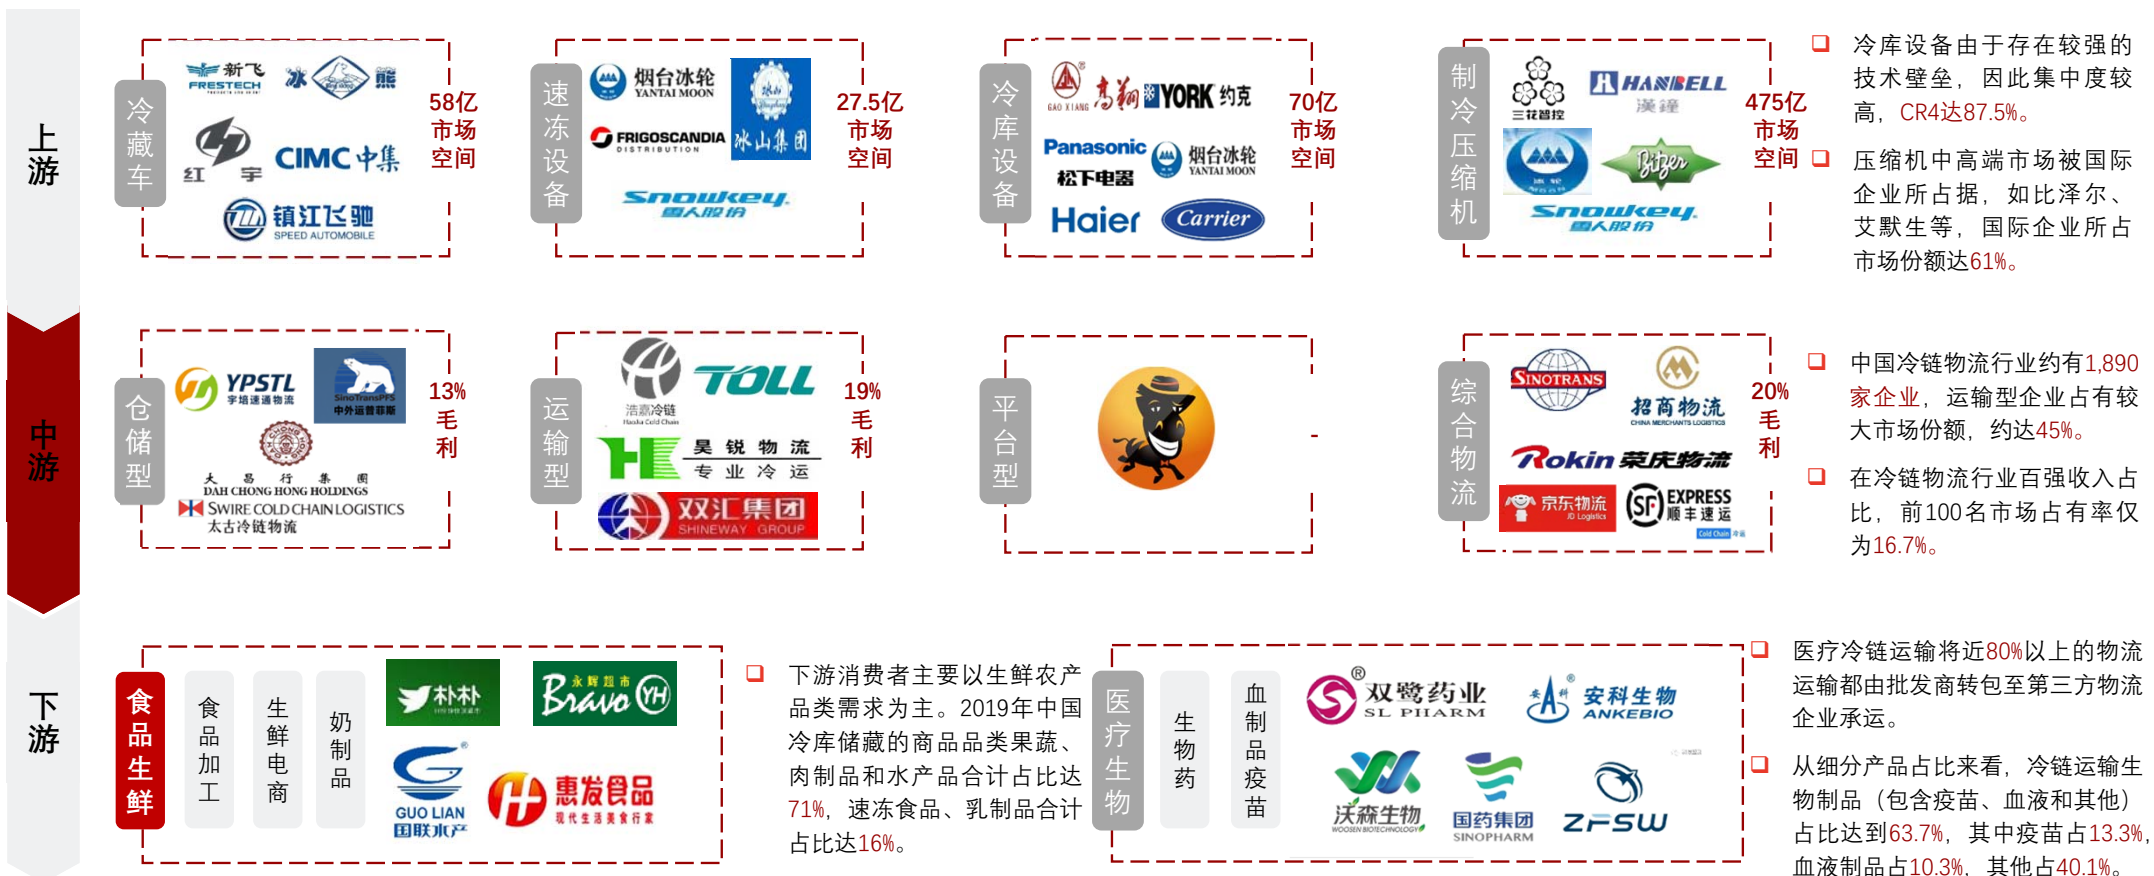 上游
冷藏车
新飞
FRESTECH
冰熊
红宇
CIMC 中集
镇江飞驰
SPEED AUTOMOBILE
58亿
市场
空间
速冻设备
烟台冰轮
YANTAI MOON
冰山集团
FRIGOSCANDIA
DISTRIBUTION
Snowkey
雪人股份
27.5亿
市场
空间
冷库设备
GAO XIANG
高翔
YORK 约克
Panasonic
松下电器
烟台冰轮
YANTAI MOON
Haier
Carrier
70亿
市场
空间
制冷压缩机
三花智控
HANBELL
漢鐘
冰轮
Bitzer
Snowkey
雪人股份
475亿
市场
空间
冷库设备由于存在较强的
技术壁垒，因此集中度较
高，CR4达87.5%。
压缩机中高端市场被国际
企业所占据，如比泽尔、
艾默生等，国际企业所占
市场份额达61%。
中游
仓储型
YPSTL
宇培速通物流
SinoTransPFS
中外运普菲斯
大昌行集团
DAH CHONG HONG HOLDINGS
SWIRE COLD CHAIN LOGISTICS
太古冷链物流
13%
毛
利
运输型
浩嘉冷链
Haojia Cold Chain
TOLL
昊锐物流
专业冷运
双汇集团
SHINEWAY GROUP
19%
毛
利
平台型
-
综合物流
SINOTRANS
招商物流
CHINA MERCHANTS LOGISTICS
Rokin 荣庆物流
京东物流
JD Logistics
SF EXPRESS
顺丰速运
Cold Chain 冷运
20%
毛
利
中国冷链物流行业约有1,890
家企业，运输型企业占有较
大市场份额，约达45%。
在冷链物流行业百强收入占
比，前100名市场占有率仅
为16.7%。
下游
食品生鲜
食品加工
生鲜电商
奶制品
朴朴
永辉超市
Bravo YH
GUO LIAN
国联水产
惠发食品
现代生活美食行家
下游消费者主要以生鲜农产
品类需求为主。2019年中国
冷库储藏的商品品类果蔬、
肉制品和水产品合计占比达
71%，速冻食品、乳制品合计
占比达16%。
医疗生物
生物药
血制品疫苗
双鹭药业
SL PHARM
安科
安科生物
ANKEBIO
沃森生物
WOOSEN BIOTECHNOLOGY
国药集团
SINOPHARM
ZFSW
医疗冷链运输将近80%以上的物流
运输都由批发商转包至第三方物流
企业承运。
从细分产品占比来看，冷链运输生
物制品（包含疫苗、血液和其他）
占比达到63.7%，其中疫苗占13.3%，
血液制品占10.3%，其他占40.1%。